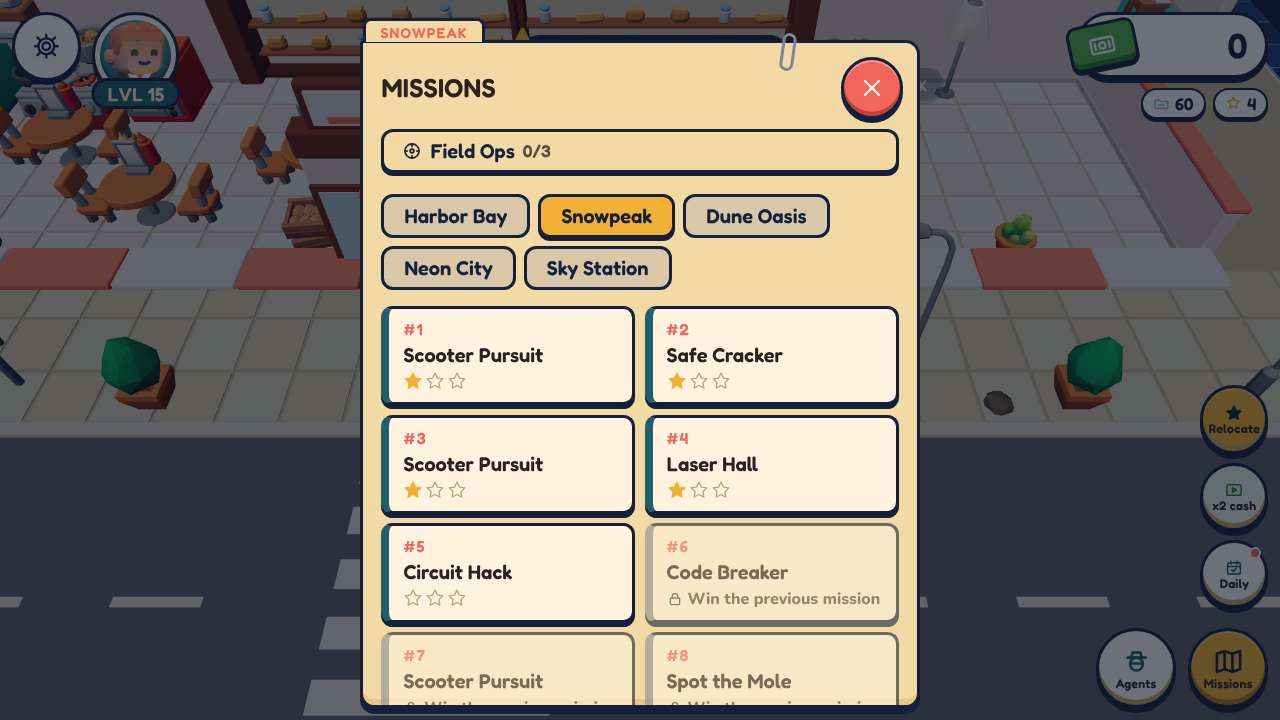 SNOWPEAK
LVL 15
MISSIONS
0
60
4
Field Ops 0/3
Harbor Bay
Snowpeak
Dune Oasis
Neon City
Sky Station
#1
Scooter Pursuit
#2
Safe Cracker
#3
Scooter Pursuit
#4
Laser Hall
#5
Circuit Hack
#6
Code Breaker
Win the previous mission
#7
Scooter Pursuit
#8
Spot the Mole
Relocate
x2 cash
Daily
Agents
Missions